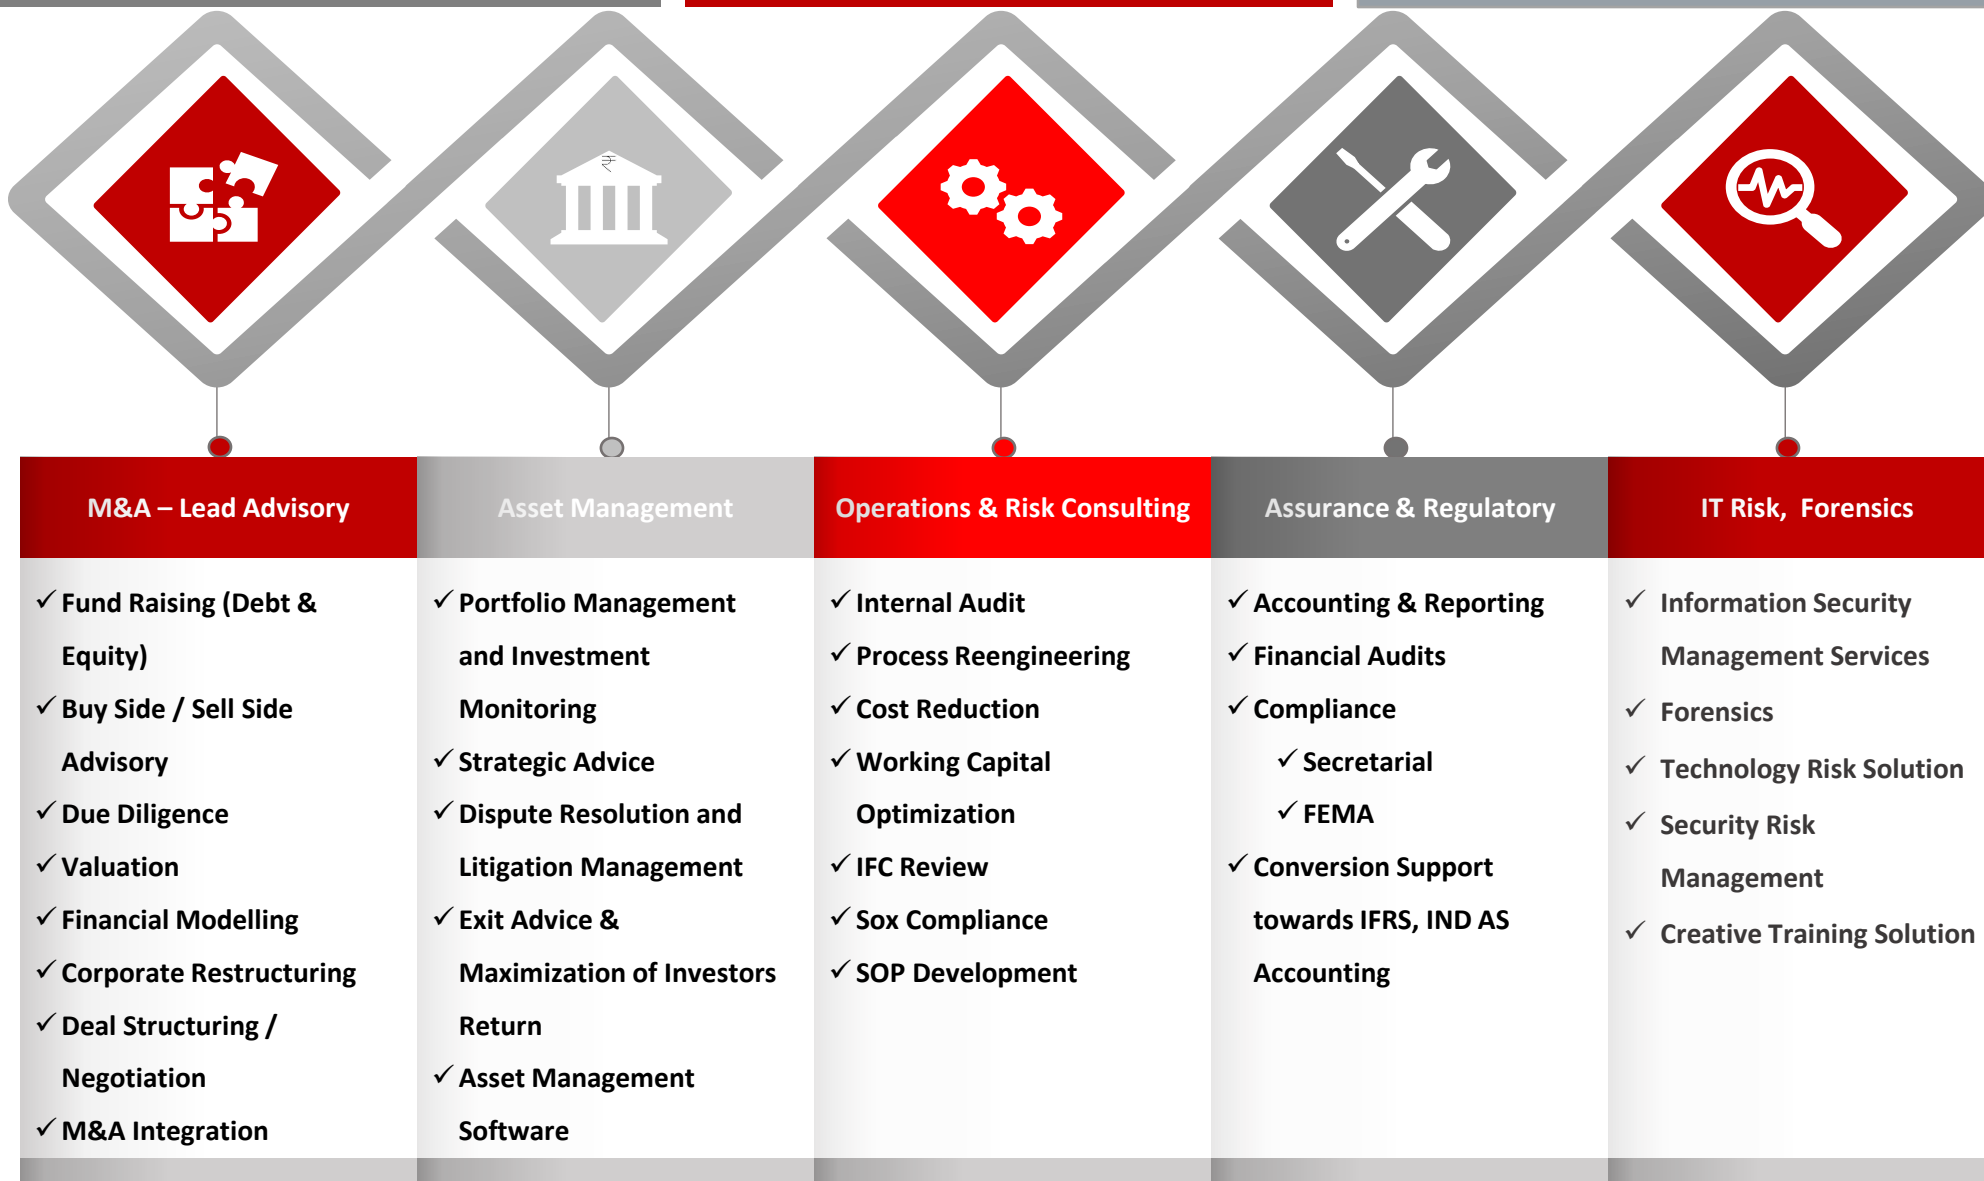 ₹
M&A – Lead Advisory
✓ Fund Raising (Debt &
Equity)
✓ Buy Side / Sell Side
Advisory
✓ Due Diligence
✓ Valuation
✓ Financial Modelling
✓ Corporate Restructuring
✓ Deal Structuring /
Negotiation
✓ M&A Integration
Asset Management
✓ Portfolio Management
and Investment
Monitoring
✓ Strategic Advice
✓ Dispute Resolution and
Litigation Management
✓ Exit Advice &
Maximization of Investors
Return
✓ Asset Management
Software
Operations & Risk Consulting
✓ Internal Audit
✓ Process Reengineering
✓ Cost Reduction
✓ Working Capital
Optimization
✓ IFC Review
✓ Sox Compliance
✓ SOP Development
Assurance & Regulatory
✓ Accounting & Reporting
✓ Financial Audits
✓ Compliance
✓ Secretarial
✓ FEMA
✓ Conversion Support
towards IFRS, IND AS
Accounting
IT Risk, Forensics
✓ Information Security
Management Services
✓ Forensics
✓ Technology Risk Solution
✓ Security Risk
Management
✓ Creative Training Solution